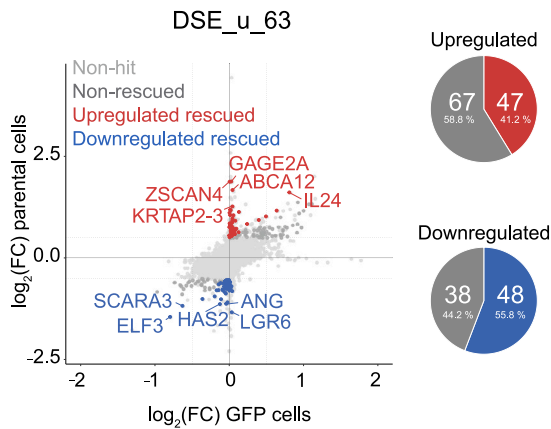 DSE_u_63
Non-hit
Non-rescued
Upregulated rescued
Downregulated rescued
2.5
0.0
−2.5
log2(FC) parental cells
GAGE2A
ZSCAN4
ABCA12
IL24
KRTAP2-3
SCARA3
ANG
HAS2
ELF3
LGR6
−2
−1
0
1
2
log2(FC) GFP cells
Upregulated
67
58.8 %
47
41.2 %
Downregulated
38
44.2 %
48
55.8 %